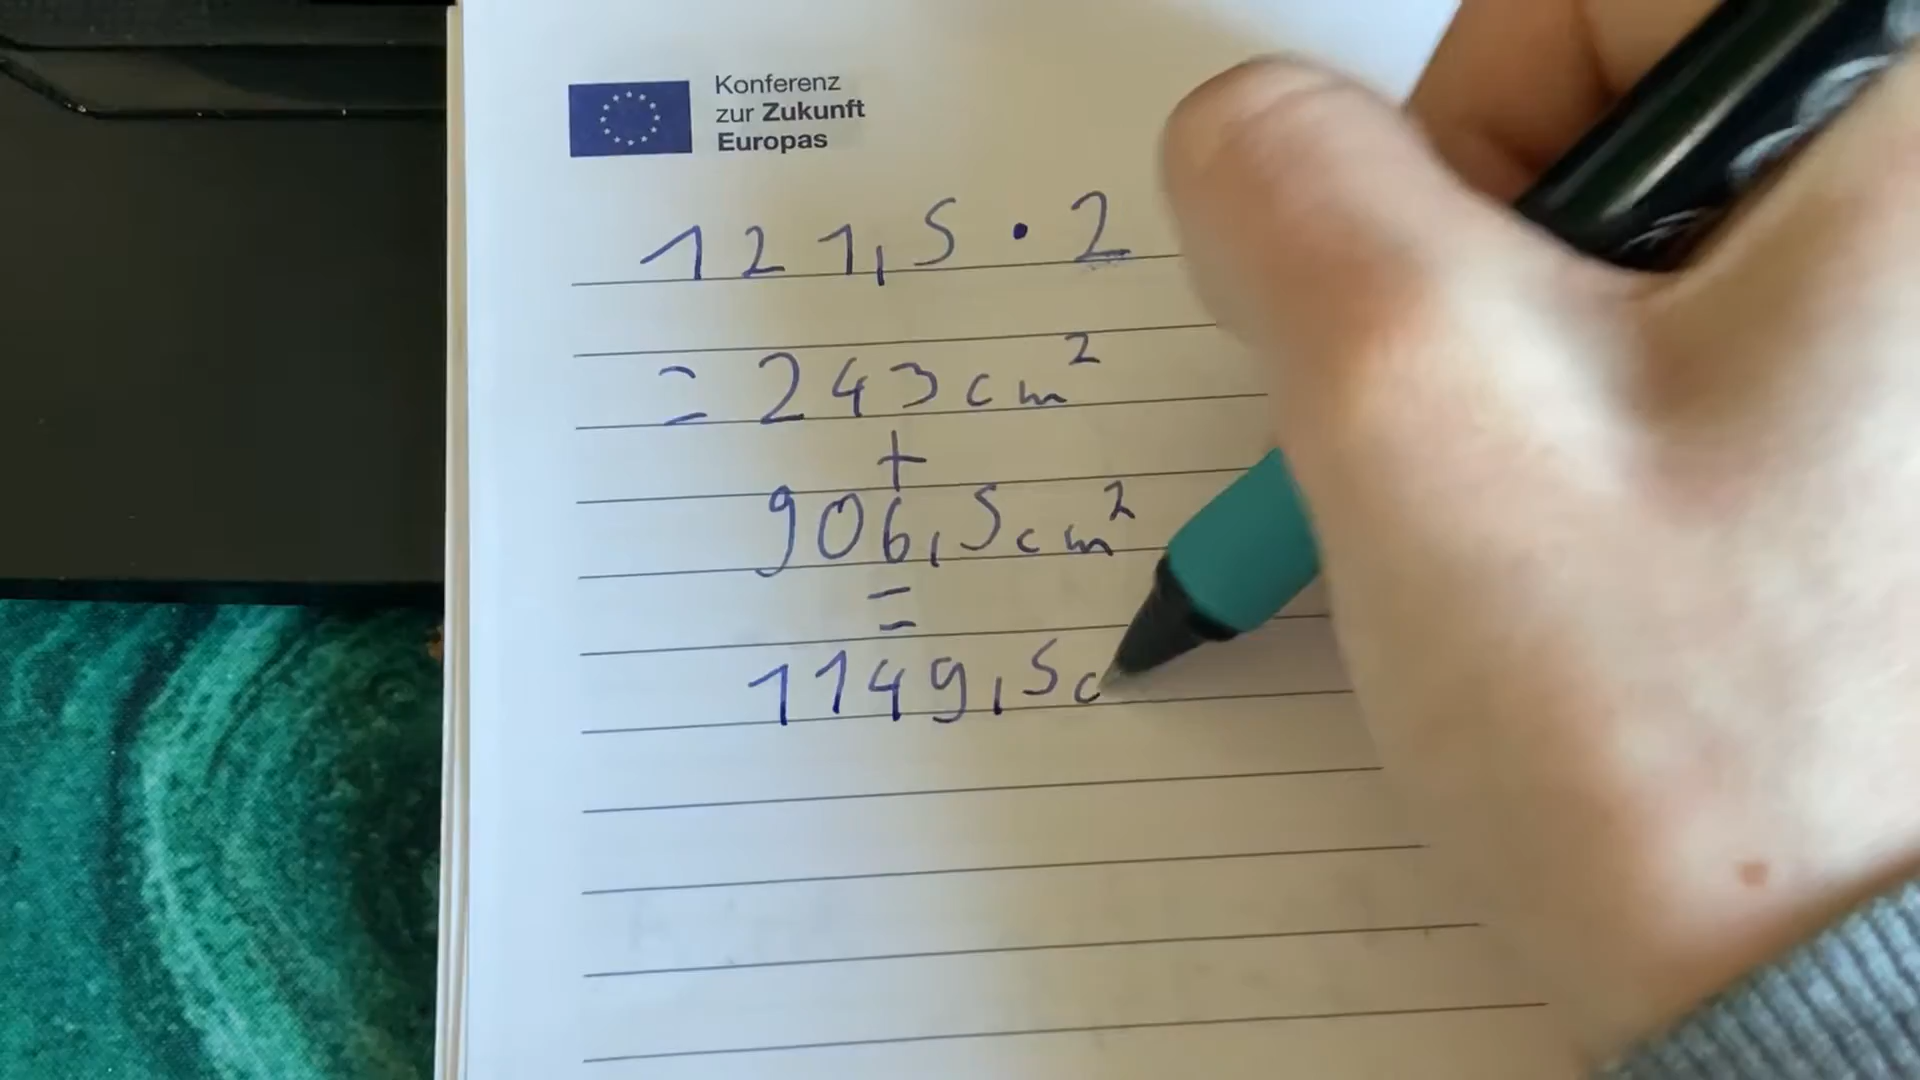 Konferenz
zur Zukunft
Europas
121,5 · 2
= 243 cm²
+
906,5 cm²
=
1149,5 c